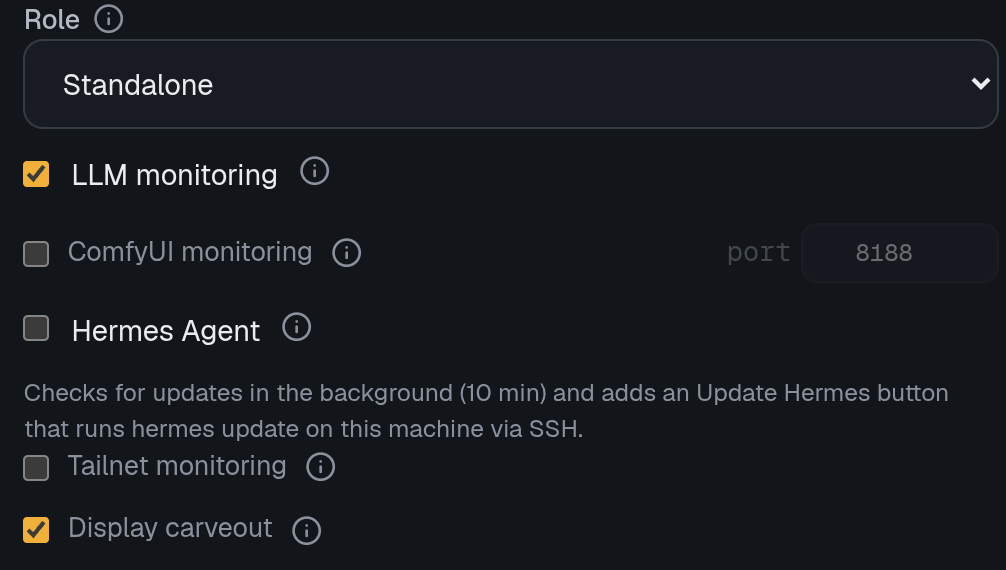 Role
Standalone
LLM monitoring
ComfyUI monitoring port 8188
Hermes Agent
Checks for updates in the background (10 min) and adds an Update Hermes button
that runs hermes update on this machine via SSH.
Tailnet monitoring
Display carveout